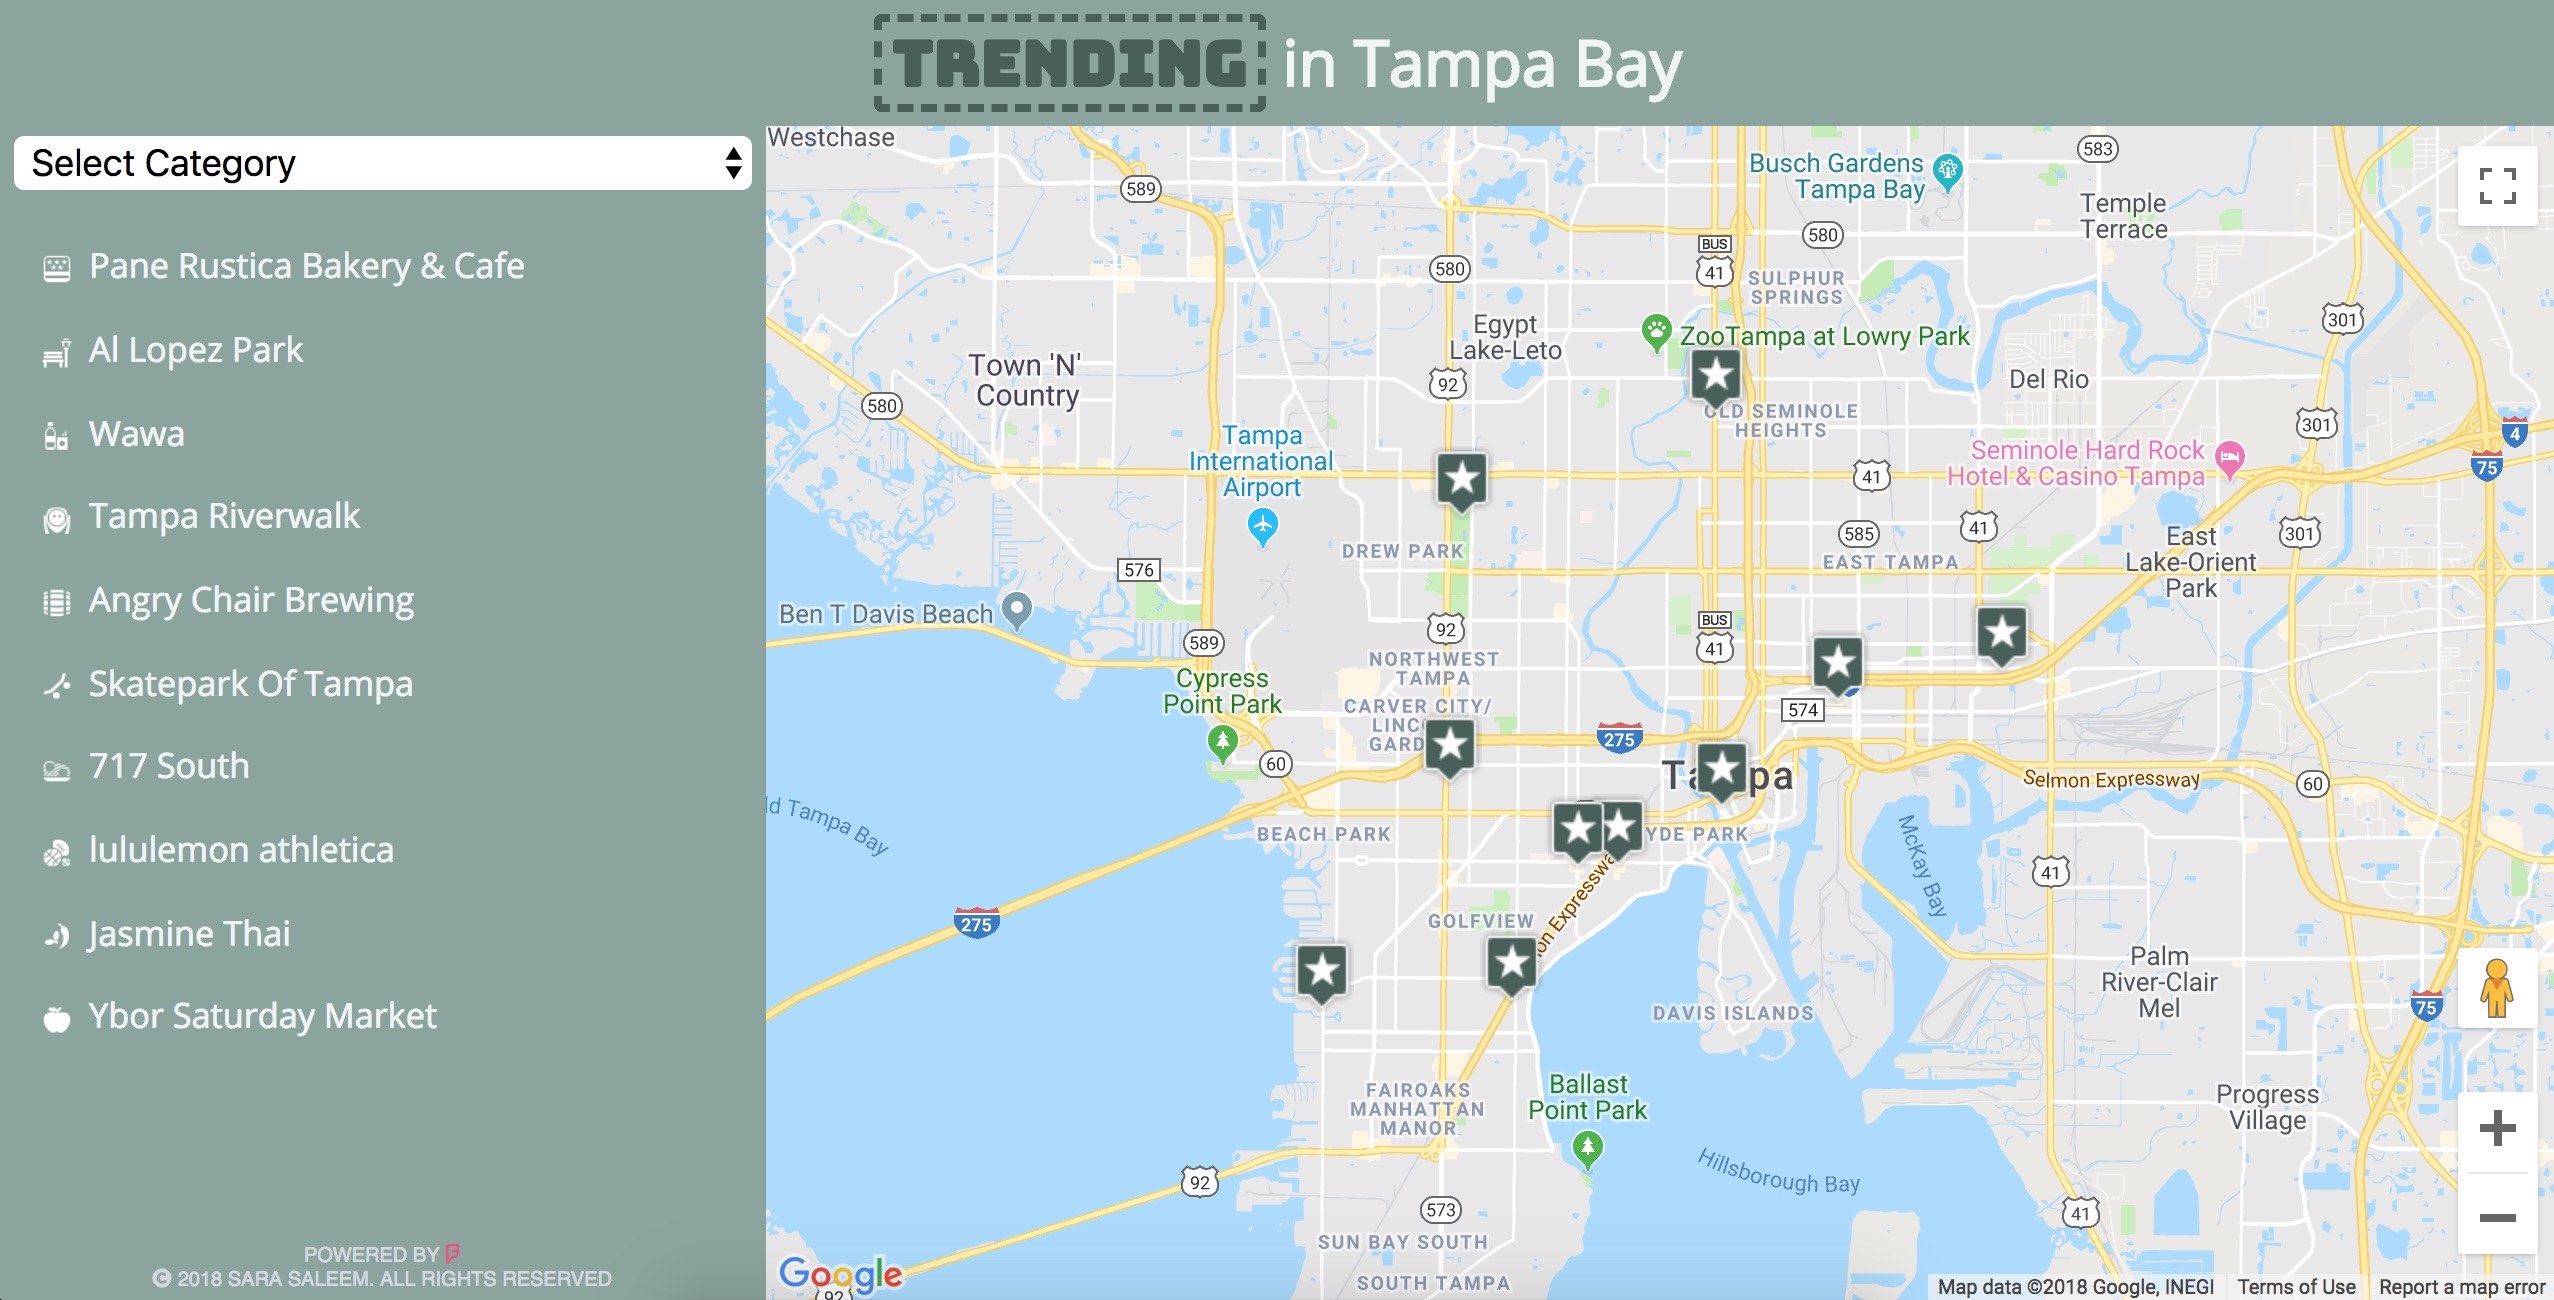 TRENDING in Tampa Bay
Select Category
Pane Rustica Bakery & Cafe
Al Lopez Park
Wawa
Tampa Riverwalk
Angry Chair Brewing
Skatepark Of Tampa
717 South
lululemon athletica
Jasmine Thai
Ybor Saturday Market
POWERED BY
© 2018 SARA SALEEM. ALL RIGHTS RESERVED
Westchase
589
Busch Gardens
Tampa Bay
583
Temple
Terrace
580
BUS
41
580
SULPHUR
SPRINGS
301
Egypt
Lake-Leto
ZooTampa at Lowry Park
Town 'N'
Country
92
Del Rio
580
OLD SEMINOLE
HEIGHTS
301
4
75
Tampa
International
Airport
Seminole Hard Rock
Hotel & Casino Tampa
41
DREW PARK
585
41
301
East
Lake-Orient
Park
EAST TAMPA
576
Ben T Davis Beach
589
92
BUS
41
NORTHWEST
TAMPA
Cypress
Point Park
CARVER CITY/
LINC
GARD
574
275
60
Ta pa
Selmon Expressway
60
ld Tampa Bay
BEACH PARK
YDE PARK
McKay Bay
41
on Expresswa
275
GOLFVIEW
Palm
River-Clair
Mel
75
DAVIS ISLANDS
FAIROAKS
MANHATTAN
MANOR
Ballast
Point Park
Progress
Village
Hillsborough Bay
92
573
41
SUN BAY SOUTH
SOUTH TAMPA
Google
92
Map data ©2018 Google, INEGI
Terms of Use
Report a map error